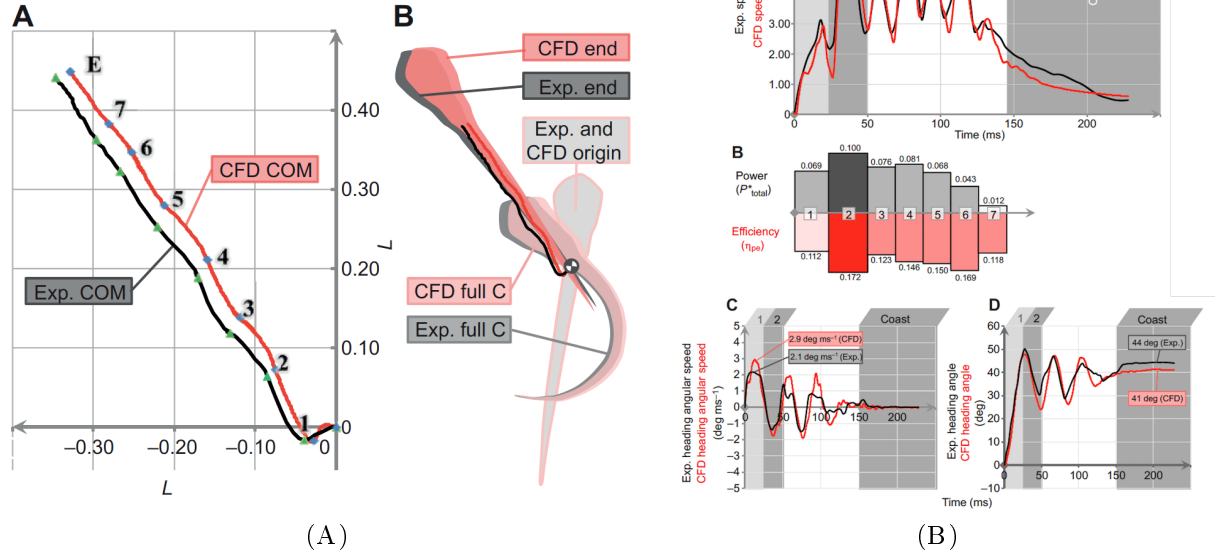 A
E
7
6
5
4
3
2
1
CFD COM
Exp. COM
0.40
0.30
0.20
0.10
0
−0.30
−0.20
−0.10
0
L
L
B
CFD end
Exp. end
Exp. and
CFD origin
CFD full C
Exp. full C
(A)
Exp. sp
CFD speed
3.00
2.00
1.00
0
0
50
100
150
200
Time (ms)
B
Power
(P*total)
Efficiency
(ηpe)
0.069
0.100
0.076
0.081
0.068
0.043
0.012
1
2
3
4
5
6
7
0.112
0.172
0.123
0.146
0.150
0.169
0.118
C
Exp. heading angular speed
CFD heading angular speed
(deg ms⁻¹)
1
2
Coast
5
4
3
2
1
0
−1
−2
−3
−4
−5
2.9 deg ms⁻¹ (CFD)
2.1 deg ms⁻¹ (Exp.)
0
50
100
150
200
D
Exp. heading angle
CFD heading angle
(deg)
1
2
Coast
60
50
40
30
20
10
0
−10
44 deg (Exp.)
41 deg (CFD)
0
50
100
150
200
Time (ms)
(B)